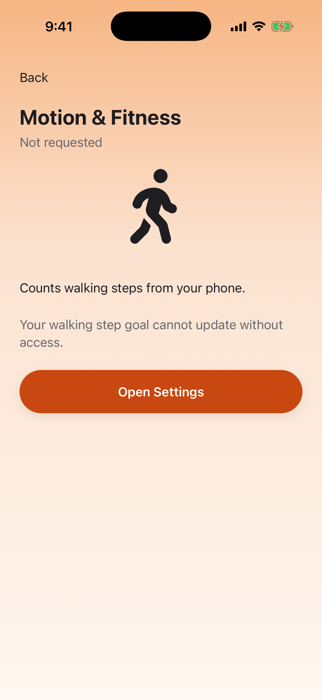 9:41
Back
Motion & Fitness
Not requested
Counts walking steps from your phone.
Your walking step goal cannot update without
access.
Open Settings